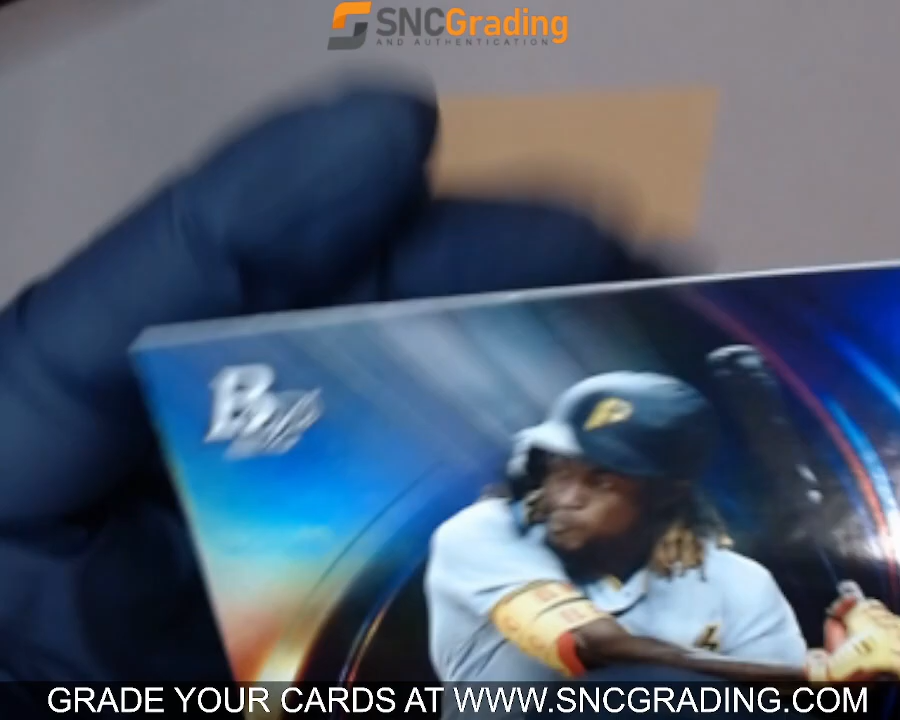 SNCGrading
AND AUTHENTICATION
P
GRADE YOUR CARDS AT WWW.SNCGRADING.COM